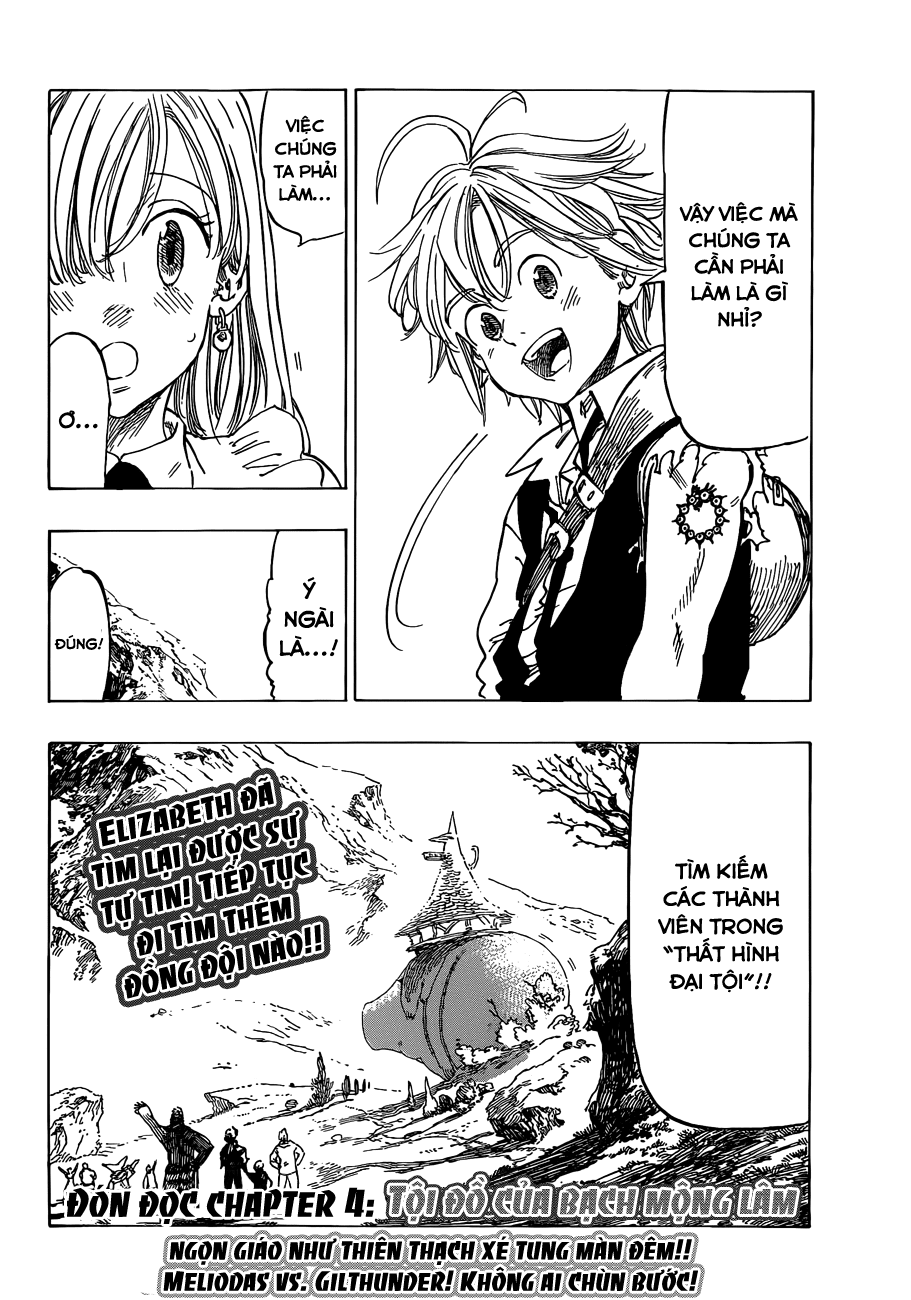 VẬY VIỆC MÀ
CHÚNG TA
CẦN PHẢI
LÀM LÀ GÌ
NHỈ?
VIỆC
CHÚNG
TA PHẢI
LÀM...
Ơ...
Ý
NGÀI
LÀ...!
ĐÚNG!
TÌM KIẾM
CÁC THÀNH
VIÊN TRONG
"THẤT HÌNH
ĐẠI TỘI"!!
ELIZABETH ĐÃ
TÌM LẠI ĐƯỢC SỰ
TỰ TIN! TIẾP TỤC
ĐI TÌM THÊM
ĐỒNG ĐỘI NÀO!!
ĐÓN ĐỌC CHAPTER 4: TỘI ĐỒ CỦA BẠCH MỘNG LÂM
NGỌN GIÁO NHƯ THIÊN THẠCH XÉ TUNG MÀN ĐÊM!!
MELIODAS VS. GILTHUNDER! KHÔNG AI CHÙN BƯỚC!